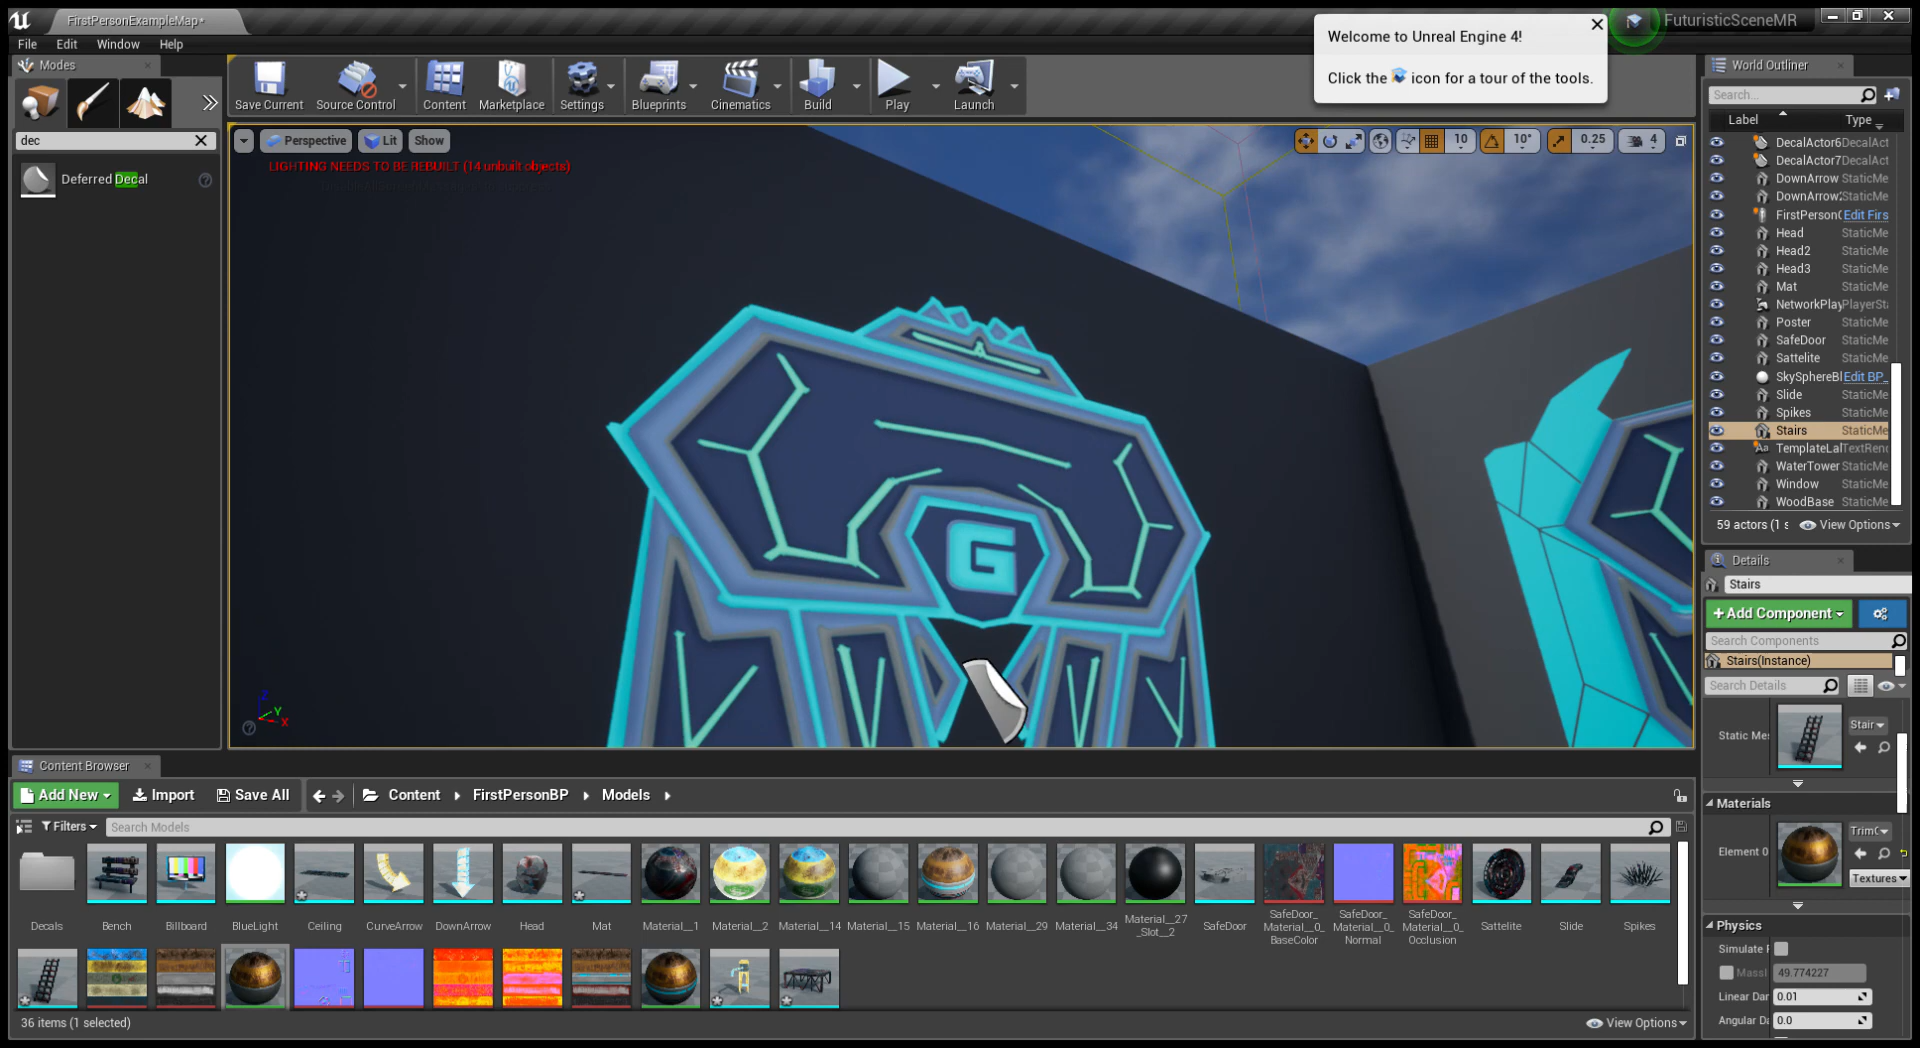 FirstPersonExampleMap*
FuturisticSceneMR
File Edit Window Help
Welcome to Unreal Engine 4!
Click the icon for a tour of the tools.
Modes
dec
Deferred Decal
Save Current
Source Control
Content
Marketplace
Settings
Blueprints
Cinematics
Build
Play
Launch
Perspective
Lit
Show
10
10°
0.25
4
LIGHTING NEEDS TO BE REBUILT (14 unbuilt objects)
G
Z
Y
X
World Outliner
Search...
Label Type
DecalActor6 DecalAct
DecalActor7 DecalAct
DownArrow StaticMe
DownArrow StaticMe
FirstPerson Edit Firs
Head StaticMe
Head2 StaticMe
Head3 StaticMe
Mat StaticMe
NetworkPlay PlayerSt
Poster StaticMe
SafeDoor StaticMe
Sattelite StaticMe
SkySphereBl Edit BP_
Slide StaticMe
Spikes StaticMe
Stairs StaticMe
Aa TemplateLal TextRend
WaterTower StaticMe
Window StaticMe
WoodBase StaticMe
59 actors (1 s View Options
Details
Stairs
+Add Component
Search Components
Stairs(Instance)
Search Details
Static Mes
Stair
Materials
Element 0
Textures
Physics
Simulate
49.774227
Linear Da 0.01
Angular Da 0.0
Content Browser
Add New Import Save All Content FirstPersonBP Models
Filters Search Models
Decals
Bench
Billboard
BlueLight
Ceiling
CurveArrow
DownArrow
Head
Mat
Material__1
Material__2
Material__14
Material__15
Material__16
Material__29
Material__34
Material__27
_Slot__2
SafeDoor
SafeDoor_
Material__0_
BaseColor
SafeDoor_
Material__0_
Normal
SafeDoor_
Material__0_
Occlusion
Sattelite
Slide
Spikes
36 items (1 selected)
View Options